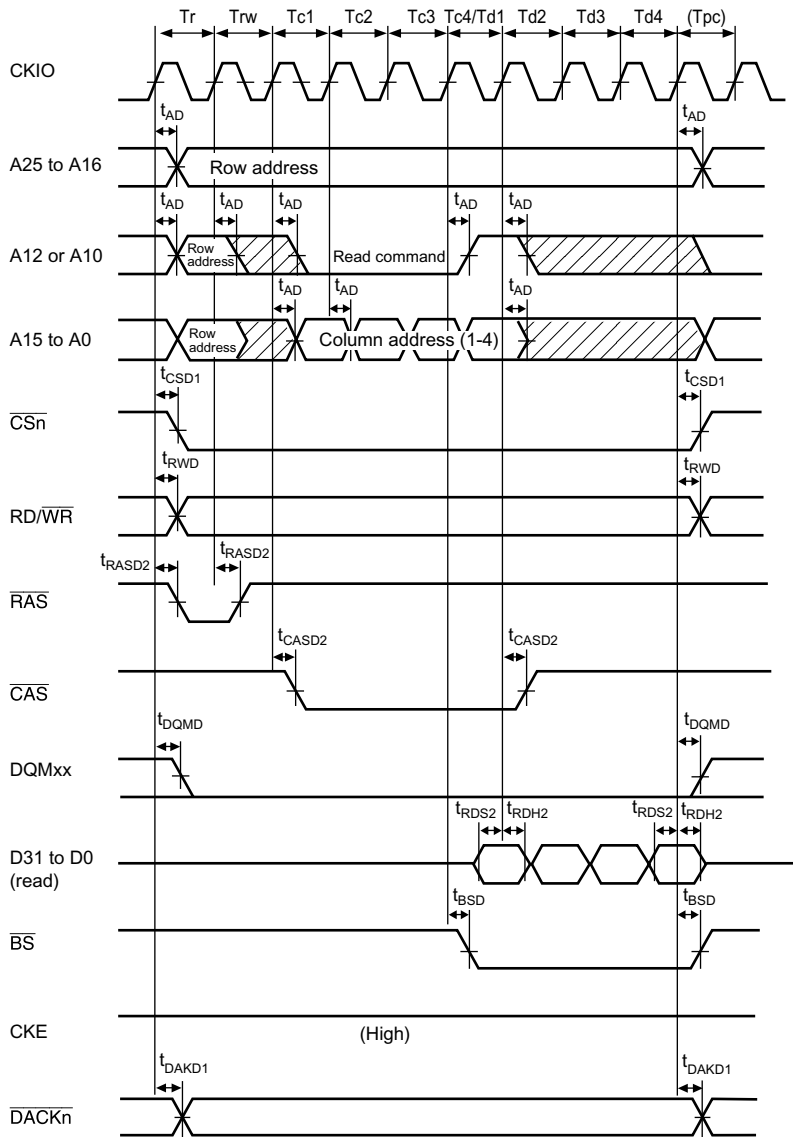 Tr Trw Tc1 Tc2 Tc3 Tc4/Td1 Td2 Td3 Td4 (Tpc)
CKIO
tAD tAD
A25 to A16 Row address
tAD tAD tAD tAD tAD
A12 or A10 Row address Read command
tAD tAD tAD
A15 to A0 Row address Column address (1-4)
tCSD1 tCSD1
CSn
tRWD tRWD
RD/WR
tRASD2 tRASD2
RAS
tCASD2 tCASD2
CAS
tDQMD tDQMD
DQMxx
tRDS2 tRDH2 tRDS2 tRDH2
D31 to D0
(read)
tBSD tBSD
BS
CKE (High)
tDAKD1 tDAKD1
DACKn